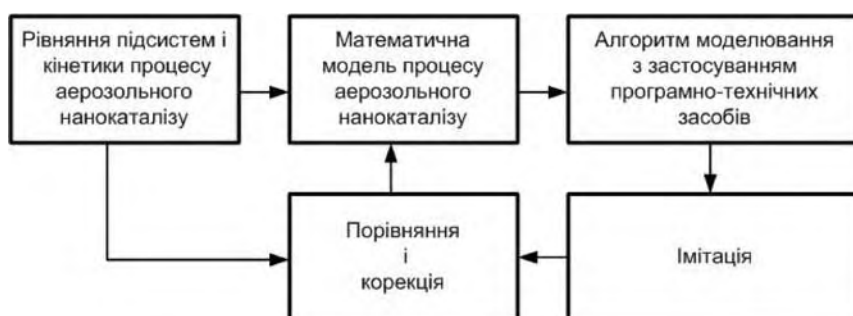 Рівняння підсистем і
кінетики процесу
аерозольного
нанокаталізу
Математична
модель процесу
аерозольного
нанокаталізу
Алгоритм моделювання
з застосуванням
програмно-технічних
засобів
Порівняння
і
корекція
Імітація